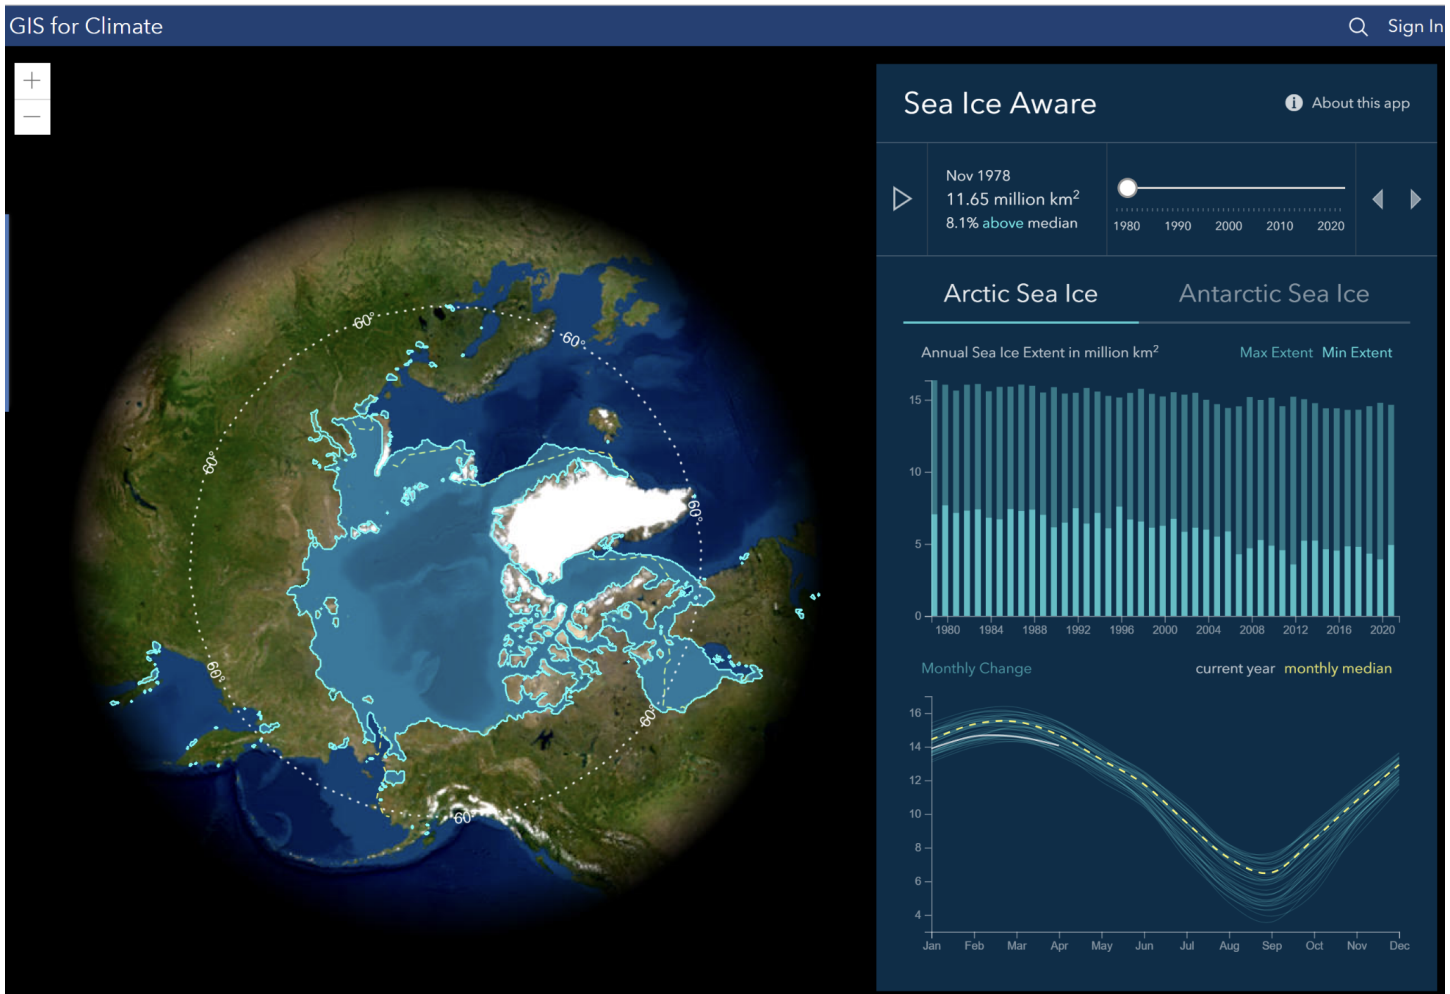 GIS for Climate
Sign In
+
−
60°
60°
60°
60°
60°
60°
60°
Sea Ice Aware
i About this app
Nov 1978
11.65 million km²
8.1% above median
1980 1990 2000 2010 2020
Arctic Sea Ice Antarctic Sea Ice
Annual Sea Ice Extent in million km² Max Extent Min Extent
15
10
5
0
1980 1984 1988 1992 1996 2000 2004 2008 2012 2016 2020
Monthly Change current year monthly median
16
14
12
10
8
6
4
Jan Feb Mar Apr May Jun Jul Aug Sep Oct Nov Dec